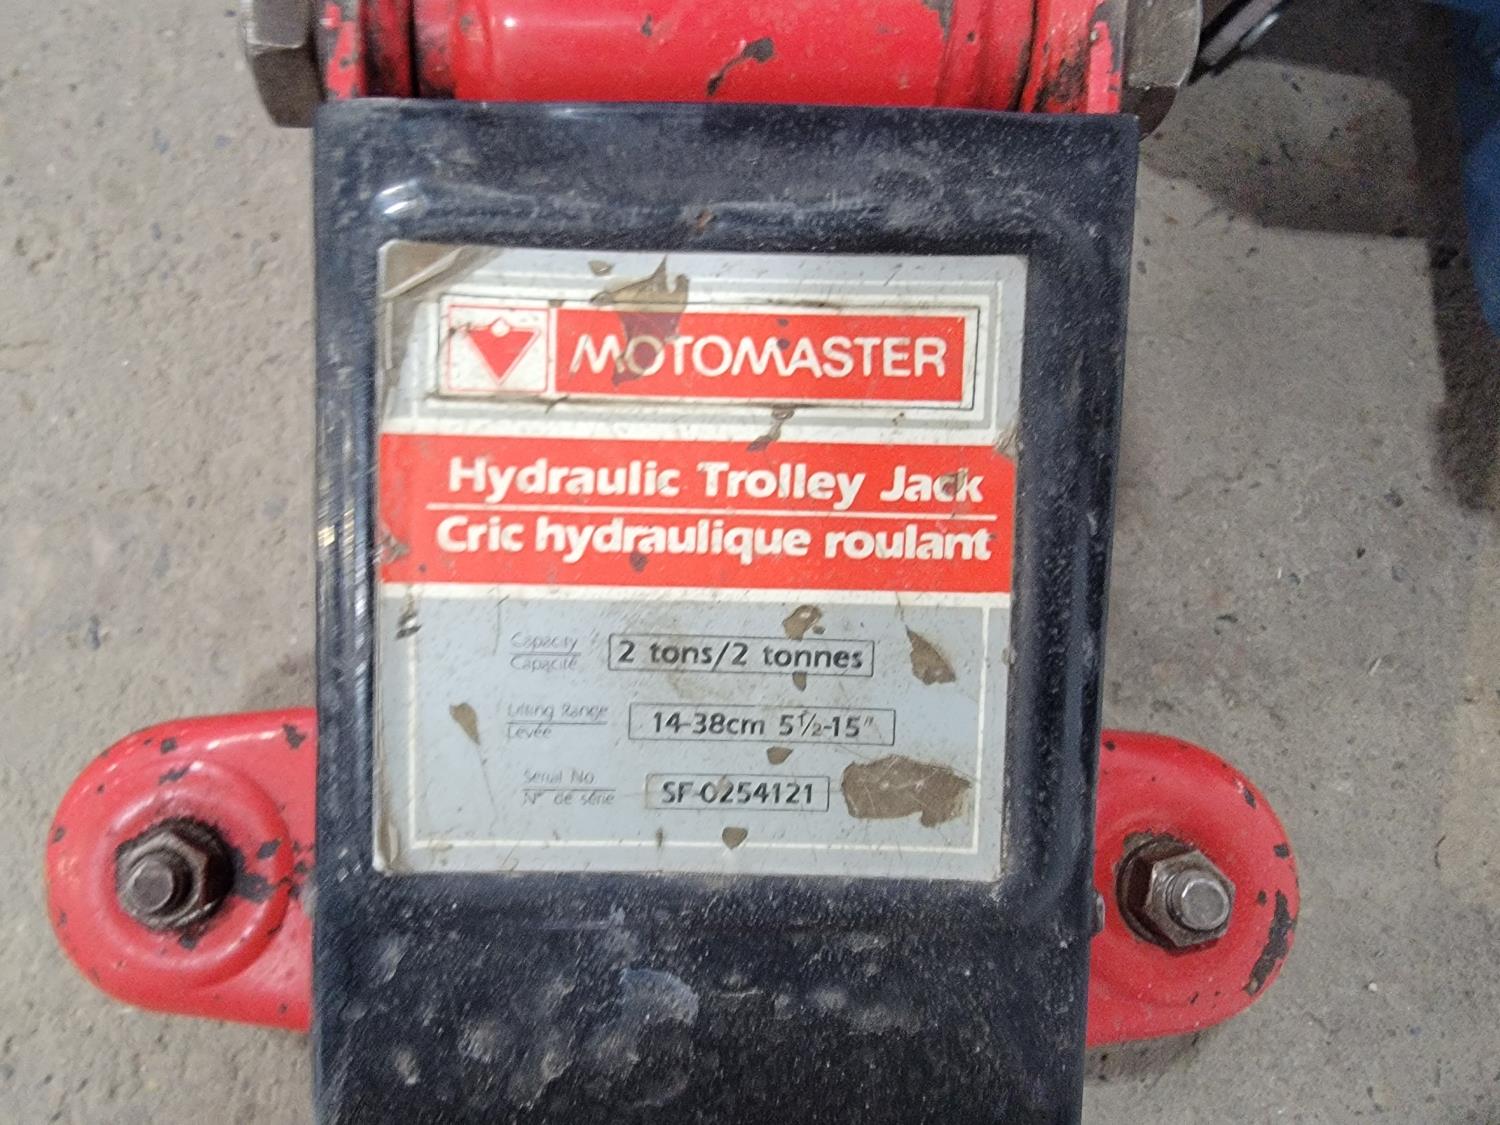 MOTOMASTER
Hydraulic Trolley Jack
Cric hydraulique roulant
Capacity
Capacité
2 tons/2 tonnes
Lifting Range
Levée
14-38cm 5½-15"
Serial No.
N° de série
SF-0254121